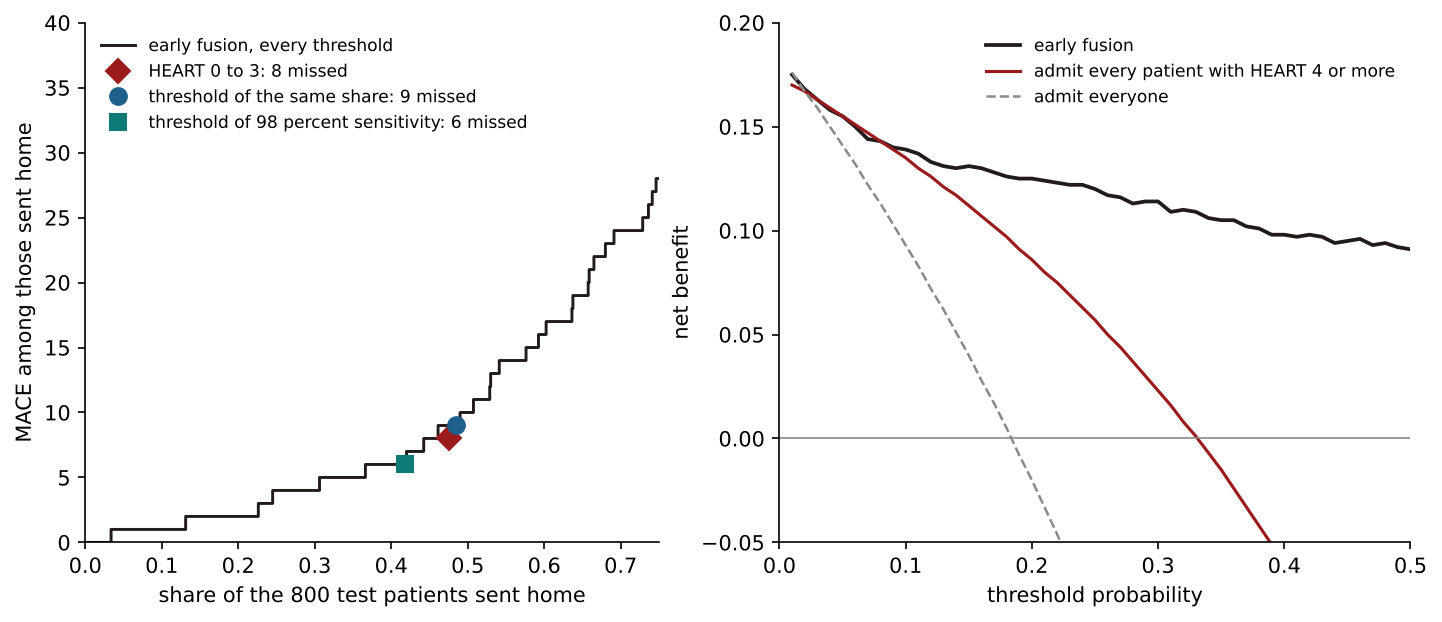 40
35
30
25
20
15
10
5
0
MACE among those sent home
early fusion, every threshold
HEART 0 to 3: 8 missed
threshold of the same share: 9 missed
threshold of 98 percent sensitivity: 6 missed
0.0 0.1 0.2 0.3 0.4 0.5 0.6 0.7
share of the 800 test patients sent home
0.20
0.15
0.10
0.05
0.00
−0.05
net benefit
early fusion
admit every patient with HEART 4 or more
admit everyone
0.0 0.1 0.2 0.3 0.4 0.5
threshold probability